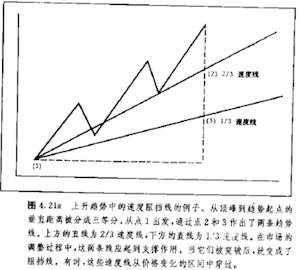 (2) 2/3 速度线
(3) 1/3 速度线
(1)
图 4.21a 上升趋势中的速度阻挡线的例子。从顶峰到趋势起点的
垂直距离被分成三等分,从点 1 出发,通过点 2 和 3 作出了两条趋势
线。上方的直线为 2/3 速度线,下方的直线为 1/3 速度线。在市场的
调整过程中,这两条线应起到支撑作用。当它们被突破后,就变成了
阻挡线。有时,这些速度线从价格变化的区间中穿过。